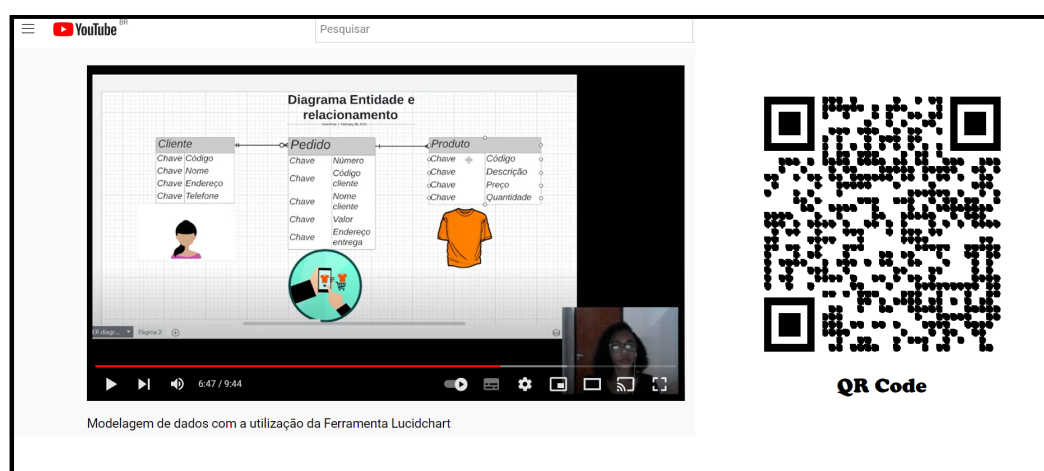 YouTube BR
Pesquisar
Diagrama Entidade e
relacionamento
Cliente
Chave Código
Chave Nome
Chave Endereço
Chave Telefone
Pedido
Chave Número
Chave Código
cliente
Chave Nome
cliente
Chave Valor
Chave Endereço
entrega
Produto
Chave Código
Chave Descrição
Chave Preço
Chave Quantidade
ER diagr...
Página 2
6:47 / 9:44
Modelagem de dados com a utilização da Ferramenta Lucidchart
QR Code